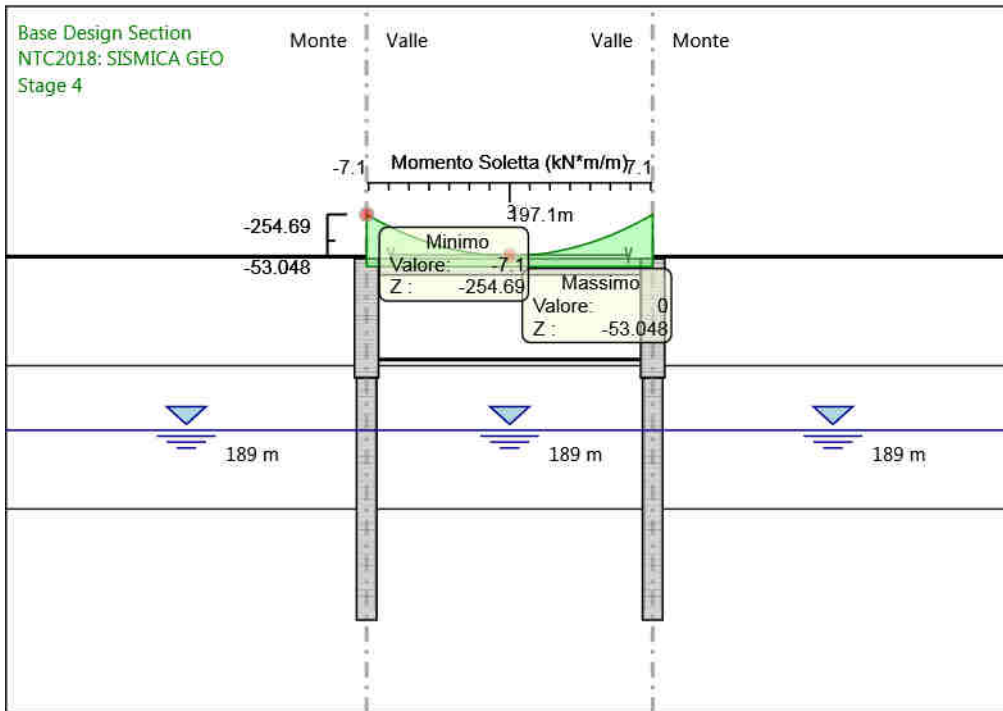 Base Design Section
NTC2018: SISMICA GEO
Stage 4
Monte Valle Valle Monte
Momento Soletta (kN*m/m)
-7.1 7.1
197.1m
-254.69
-53.048
Minimo
Valore: -7.1
Z : -254.69
Massimo
Valore: 0
Z : -53.048
189 m 189 m 189 m